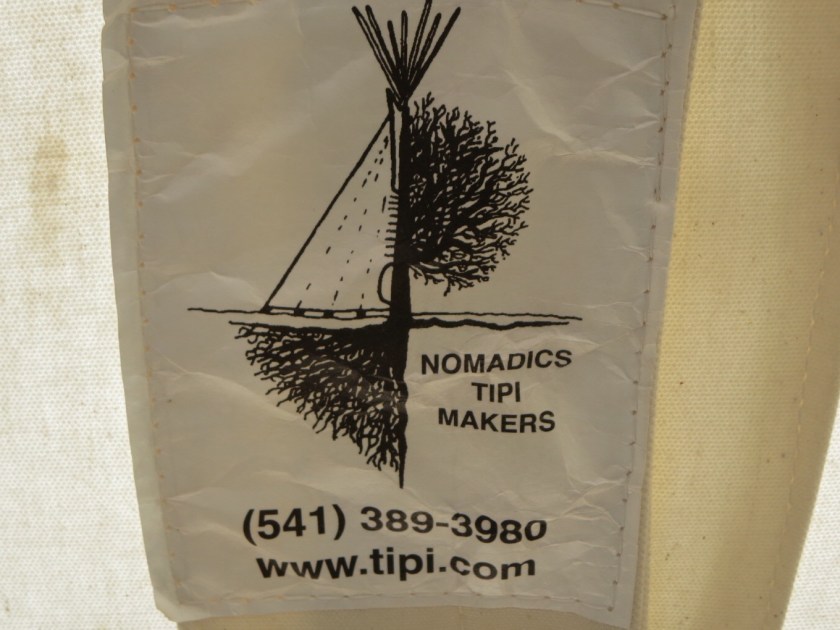 NOMADICS
TIPI
MAKERS
(541) 389-3980
www.tipi.com